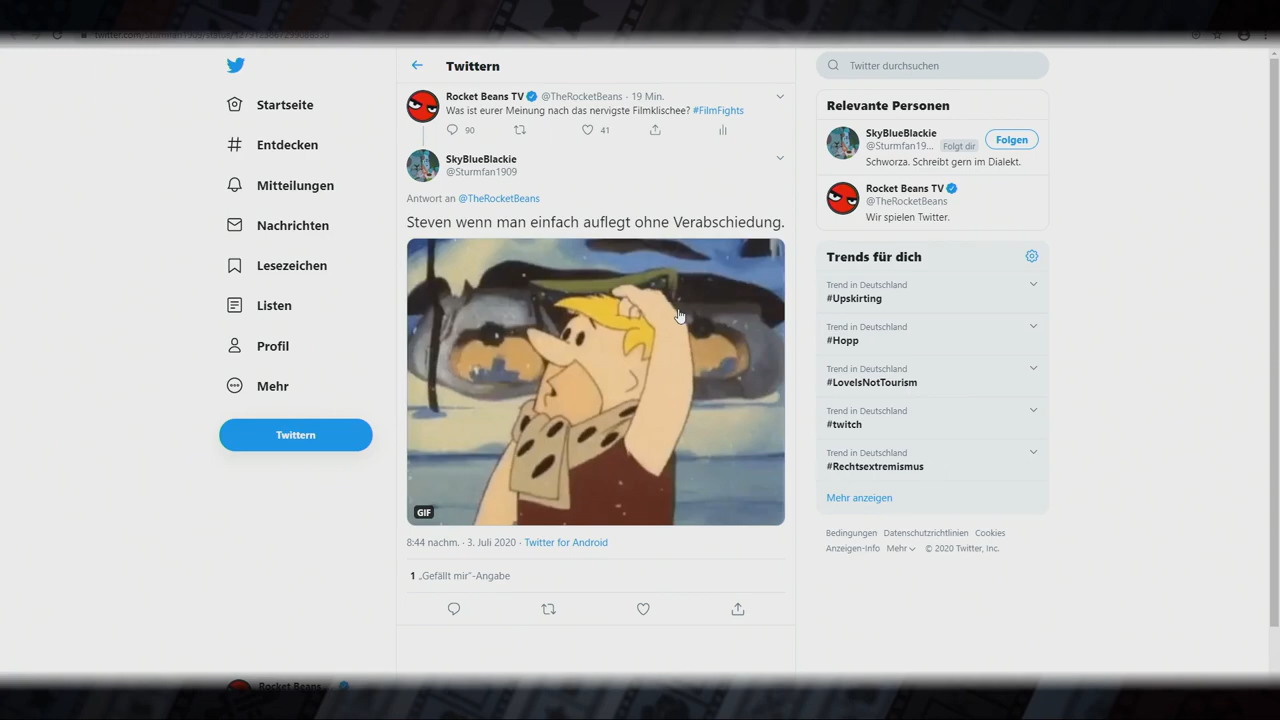 Startseite
Entdecken
Mitteilungen
Nachrichten
Lesezeichen
Listen
Profil
Mehr
Twittern
Rocket Beans
Twittern
Rocket Beans TV @TheRocketBeans · 19 Min.
Was ist eurer Meinung nach das nervigste Filmklischee? #FilmFights
90 41
SkyBlueBlackie
@Sturmfan1909
Antwort an @TheRocketBeans
Steven wenn man einfach auflegt ohne Verabschiedung.
GIF
8:44 nachm. · 3. Juli 2020 · Twitter for Android
1 „Gefällt mir“-Angabe
Twitter durchsuchen
Relevante Personen
SkyBlueBlackie
@Sturmfan19... Folgt dir
Folgen
Schworza. Schreibt gern im Dialekt.
Rocket Beans TV
@TheRocketBeans
Wir spielen Twitter.
Trends für dich
Trend in Deutschland
#Upskirting
Trend in Deutschland
#Hopp
Trend in Deutschland
#LoveIsNotTourism
Trend in Deutschland
#twitch
Trend in Deutschland
#Rechtsextremismus
Mehr anzeigen
Bedingungen Datenschutzrichtlinien Cookies
Anzeigen-Info Mehr © 2020 Twitter, Inc.